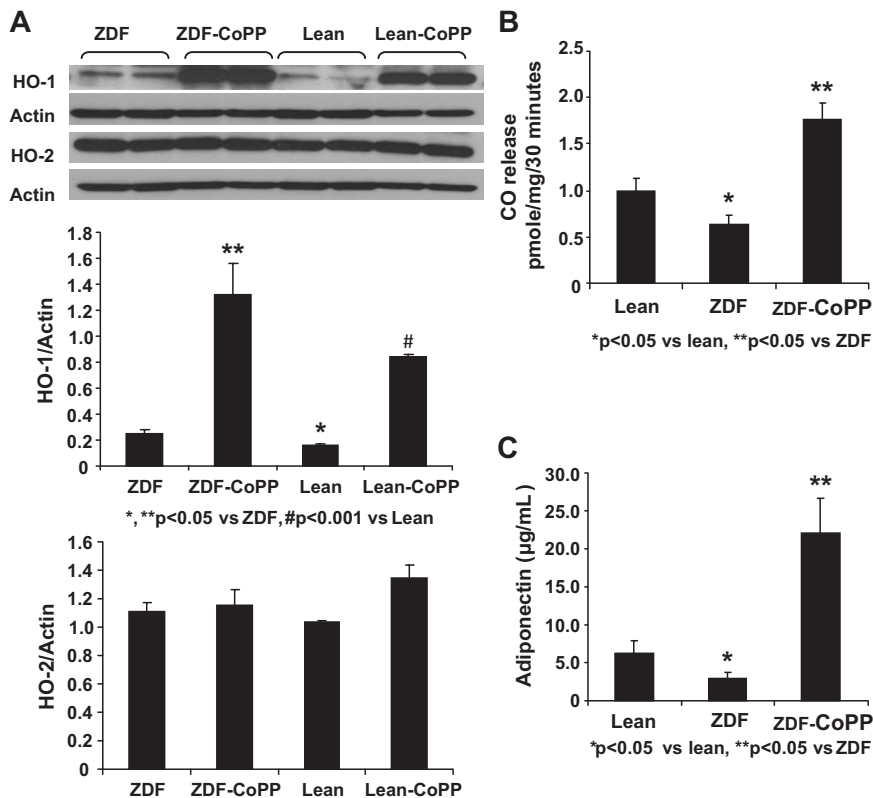 A
ZDF ZDF-CoPP Lean Lean-CoPP
HO-1
Actin
HO-2
Actin
1.8
1.6
1.4
1.2
1.0
0.8
0.6
0.4
0.2
0
HO-1/Actin
**
*
#
ZDF ZDF-CoPP Lean Lean-CoPP
*, **p<0.05 vs ZDF, #p<0.001 vs Lean
1.6
1.4
1.2
1.0
0.8
0.6
0.4
0.2
0
HO-2/Actin
ZDF ZDF-CoPP Lean Lean-CoPP
B
2.5
2.0
1.5
1.0
0.5
0
CO release
pmole/mg/30 minutes
*
**
Lean ZDF ZDF-CoPP
*p<0.05 vs lean, **p<0.05 vs ZDF
C
30.0
25.0
20.0
15.0
10.0
5.0
0
Adiponectin (µg/mL)
*
**
Lean ZDF ZDF-CoPP
*p<0.05 vs lean, **p<0.05 vs ZDF